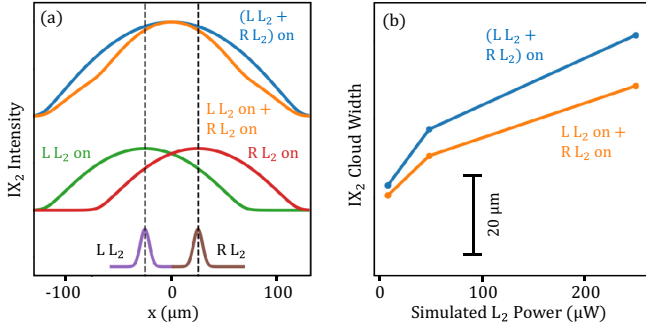 (a)
(L L₂ +
R L₂) on
L L₂ on +
R L₂ on
L L₂ on
R L₂ on
L L₂
R L₂
IX₂ Intensity
-100
0
100
x (μm)
(b)
(L L₂ +
R L₂) on
L L₂ on +
R L₂ on
20 μm
IX₂ Cloud Width
0
100
200
Simulated L₂ Power (μW)